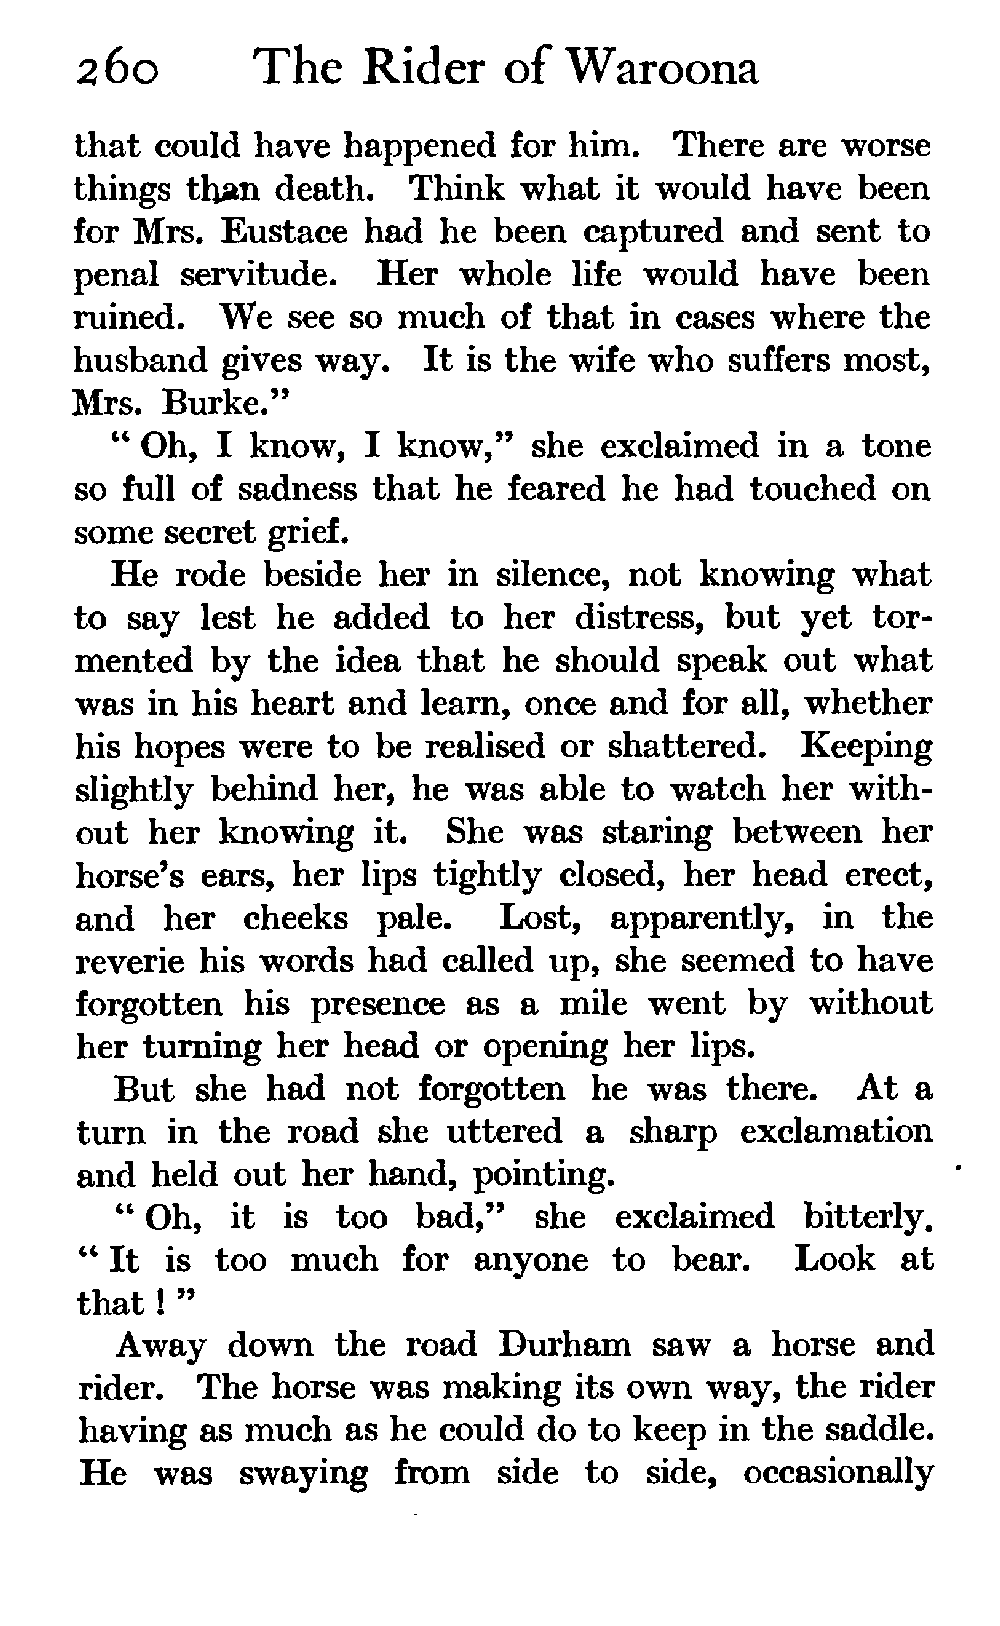 260 The Rider of Waroona
that could have happened for him. There are worse
things than death. Think what it would have been
for Mrs. Eustace had he been captured and sent to
penal servitude. Her whole life would have been
ruined. We see so much of that in cases where the
husband gives way. It is the wife who suffers most,
Mrs. Burke."
" Oh, I know, I know," she exclaimed in a tone
so full of sadness that he feared he had touched on
some secret grief.
He rode beside her in silence, not knowing what
to say lest he added to her distress, but yet tor-
mented by the idea that he should speak out what
was in his heart and learn, once and for all, whether
his hopes were to be realised or shattered. Keeping
slightly behind her, he was able to watch her with-
out her knowing it. She was staring between her
horse's ears, her lips tightly closed, her head erect,
and her cheeks pale. Lost, apparently, in the
reverie his words had called up, she seemed to have
forgotten his presence as a mile went by without
her turning her head or opening her lips.
But she had not forgotten he was there. At a
turn in the road she uttered a sharp exclamation
and held out her hand, pointing.
" Oh, it is too bad," she exclaimed bitterly.
" It is too much for anyone to bear. Look at
that ! "
Away down the road Durham saw a horse and
rider. The horse was making its own way, the rider
having as much as he could do to keep in the saddle.
He was swaying from side to side, occasionally